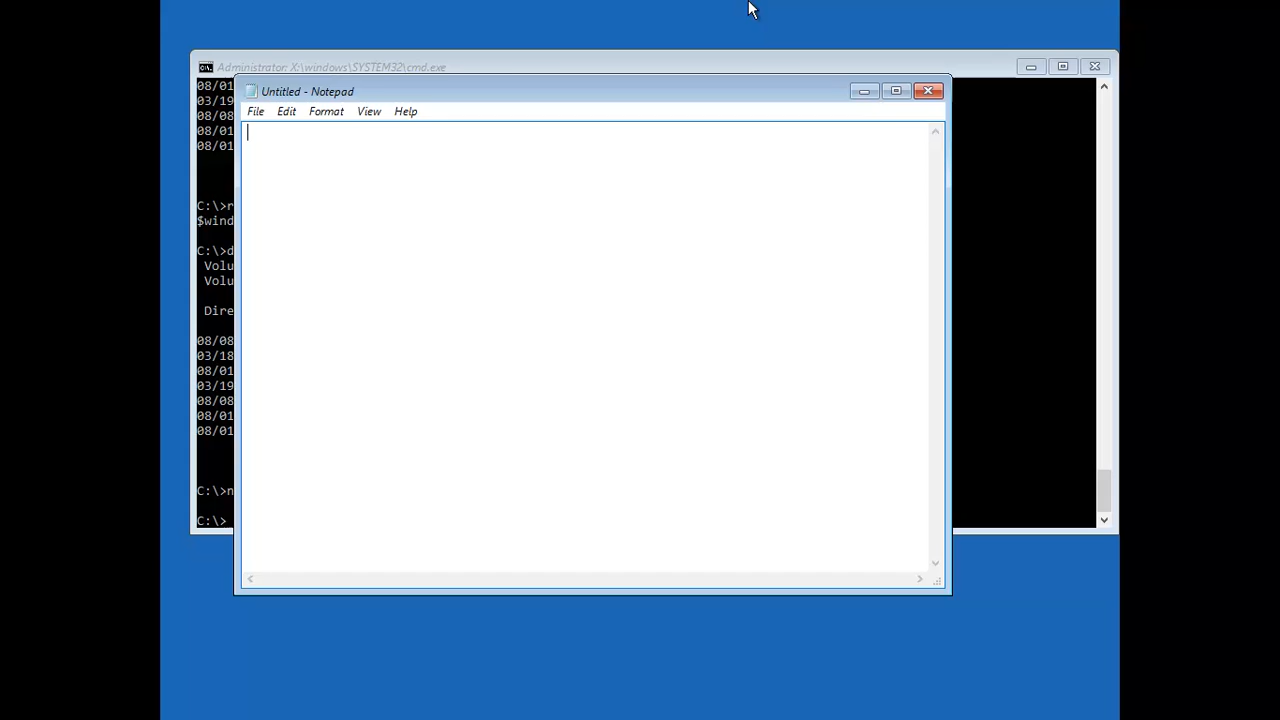 Administrator: X:\windows\SYSTEM32\cmd.exe
Untitled - Notepad
File Edit Format View Help
08/01
03/19
08/08
08/01
08/01
C:\>r
$wind
C:\>d
Volu
Volu
Dire
08/08
03/18
08/01
03/19
08/08
08/01
08/01
C:\>n
C:\>